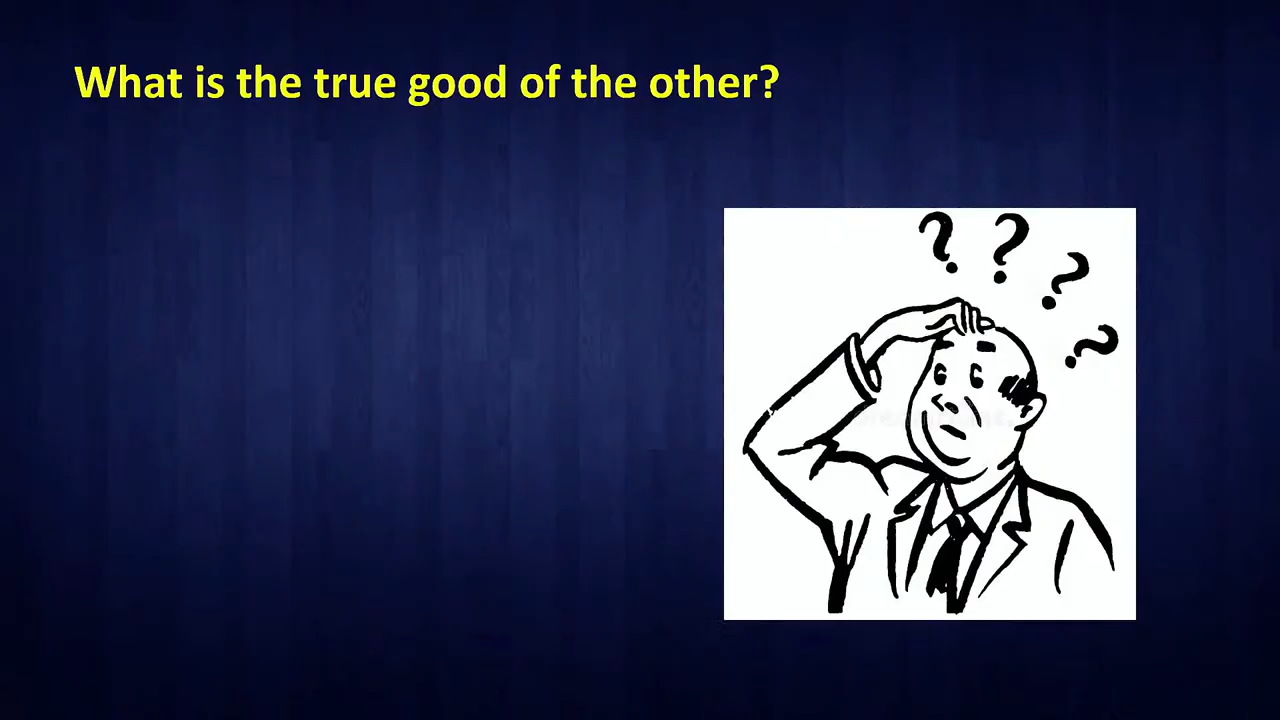 What is the true good of the other?
? ? ? ?